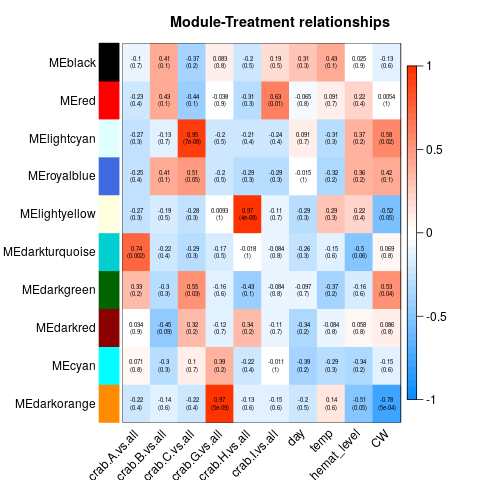 Module-Treatment relationships
MEblack
-0.1 0.41 -0.37 0.083 -0.2 0.19 0.31 0.43 0.025 -0.13
(0.7) (0.1) (0.2) (0.8) (0.5) (0.5) (0.3) (0.1) (0.9) (0.6)
MEred
-0.23 0.43 -0.44 -0.038 -0.31 0.63 -0.065 0.091 0.22 0.0054
(0.4) (0.1) (0.1) (0.9) (0.3) (0.01) (0.8) (0.7) (0.4) (1)
MElightcyan
-0.27 -0.13 0.95 -0.2 -0.21 -0.24 0.091 -0.31 0.37 0.58
(0.3) (0.7) (7e-08) (0.5) (0.5) (0.4) (0.7) (0.3) (0.2) (0.02)
MEroyalblue
-0.25 0.41 0.51 -0.2 -0.29 -0.29 -0.015 -0.32 0.36 0.42
(0.4) (0.1) (0.05) (0.5) (0.3) (0.3) (1) (0.2) (0.2) (0.1)
MElightyellow
-0.27 -0.19 -0.28 0.0093 0.97 -0.11 -0.29 0.29 0.22 -0.52
(0.3) (0.5) (0.3) (1) (4e-09) (0.7) (0.3) (0.3) (0.4) (0.05)
MEdarkturquoise
0.74 -0.22 -0.29 -0.17 -0.018 -0.084 -0.26 -0.15 -0.5 0.069
(0.002) (0.4) (0.3) (0.5) (1) (0.8) (0.3) (0.6) (0.06) (0.8)
MEdarkgreen
0.33 -0.3 0.55 -0.16 -0.43 -0.084 -0.097 -0.37 -0.16 0.53
(0.2) (0.3) (0.03) (0.6) (0.1) (0.8) (0.7) (0.2) (0.6) (0.04)
MEdarkred
0.034 -0.45 0.32 -0.12 0.34 -0.11 -0.34 -0.084 0.058 0.086
(0.9) (0.09) (0.2) (0.7) (0.2) (0.7) (0.2) (0.8) (0.8) (0.8)
MEcyan
0.071 -0.3 0.1 0.39 -0.22 -0.011 -0.39 -0.29 -0.34 -0.15
(0.8) (0.3) (0.7) (0.2) (0.4) (1) (0.2) (0.3) (0.2) (0.6)
MEdarkorange
-0.22 -0.14 -0.22 0.97 -0.13 -0.15 -0.2 0.14 -0.51 -0.78
(0.4) (0.6) (0.4) (5e-09) (0.6) (0.6) (0.5) (0.6) (0.05) (5e-04)
crab.A.vs.all
crab.B.vs.all
crab.C.vs.all
crab.G.vs.all
crab.H.vs.all
crab.I.vs.all
day
temp
hemat_level
CW
1
0.5
0
-0.5
-1